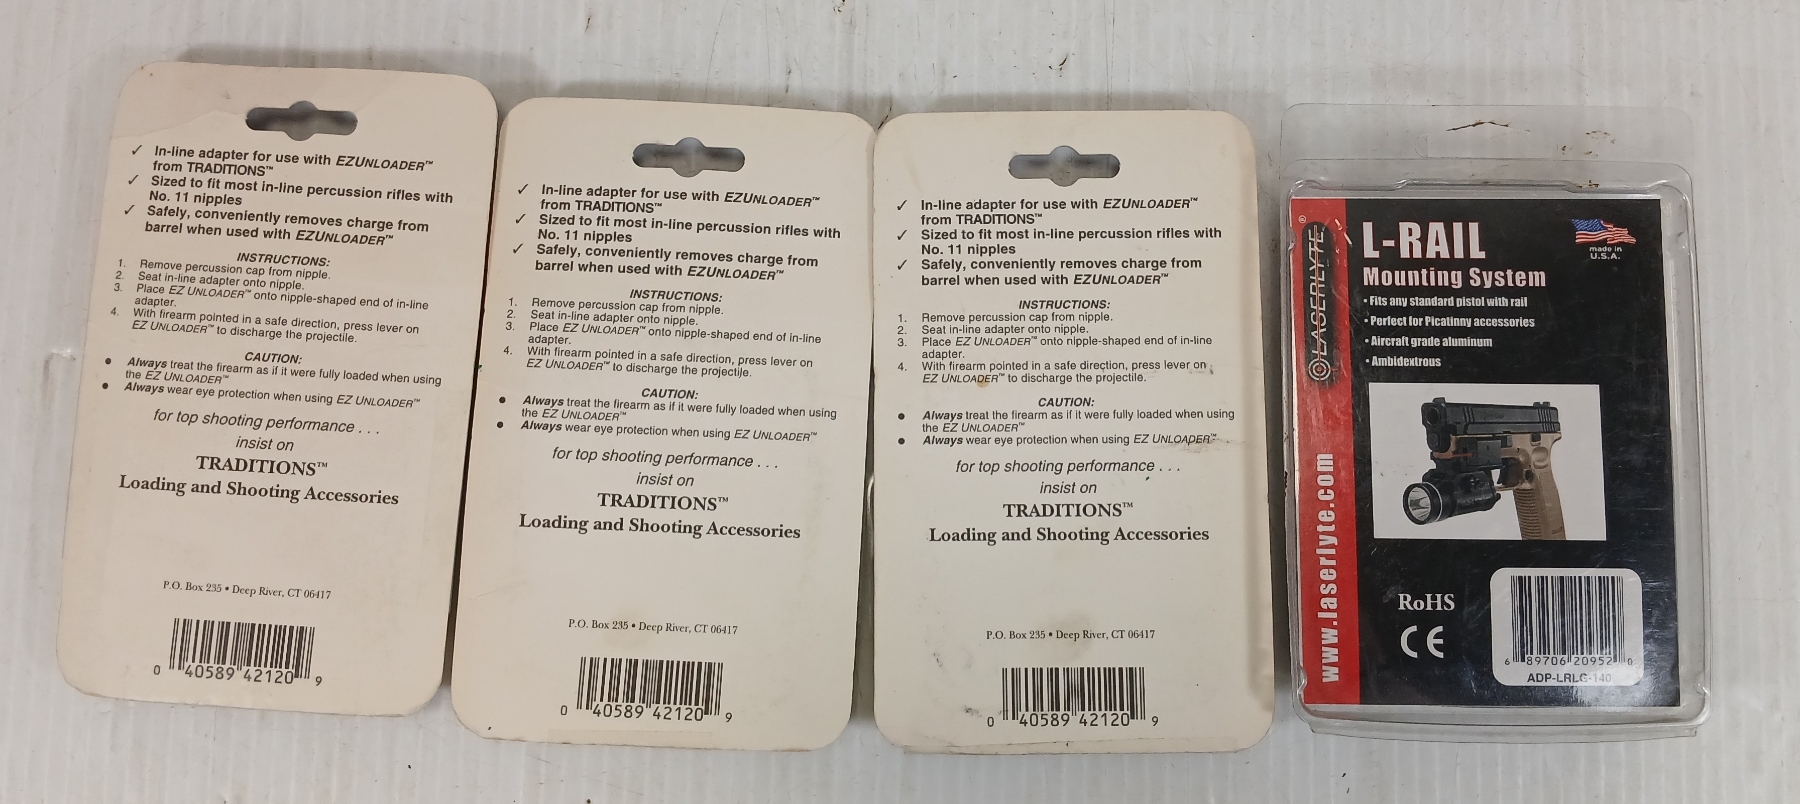 ✓ In-line adapter for use with EZUNLOADER™
from TRADITIONS™
✓ Sized to fit most in-line percussion rifles with
No. 11 nipples
✓ Safely, conveniently removes charge from
barrel when used with EZUNLOADER™
INSTRUCTIONS:
1. Remove percussion cap from nipple.
2. Seat in-line adapter onto nipple.
3. Place EZ UNLOADER™ onto nipple-shaped end of in-line
adapter.
4. With firearm pointed in a safe direction, press lever on
EZ UNLOADER™ to discharge the projectile.
CAUTION:
● Always treat the firearm as if it were fully loaded when using
the EZ UNLOADER™
● Always wear eye protection when using EZ UNLOADER™
for top shooting performance . . .
insist on
TRADITIONS™
Loading and Shooting Accessories
P.O. Box 235 • Deep River, CT 06417
0 40589 42120 9
✓ In-line adapter for use with EZUNLOADER™
from TRADITIONS™
✓ Sized to fit most in-line percussion rifles with
No. 11 nipples
✓ Safely, conveniently removes charge from
barrel when used with EZUNLOADER™
INSTRUCTIONS:
1. Remove percussion cap from nipple.
2. Seat in-line adapter onto nipple.
3. Place EZ UNLOADER™ onto nipple-shaped end of in-line
adapter.
4. With firearm pointed in a safe direction, press lever on
EZ UNLOADER™ to discharge the projectile.
CAUTION:
● Always treat the firearm as if it were fully loaded when using
the EZ UNLOADER™
● Always wear eye protection when using EZ UNLOADER™
for top shooting performance . . .
insist on
TRADITIONS™
Loading and Shooting Accessories
P.O. Box 235 • Deep River, CT 06417
0 40589 42120 9
✓ In-line adapter for use with EZUNLOADER™
from TRADITIONS™
✓ Sized to fit most in-line percussion rifles with
No. 11 nipples
✓ Safely, conveniently removes charge from
barrel when used with EZUNLOADER™
INSTRUCTIONS:
1. Remove percussion cap from nipple.
2. Seat in-line adapter onto nipple.
3. Place EZ UNLOADER™ onto nipple-shaped end of in-line
adapter.
4. With firearm pointed in a safe direction, press lever on
EZ UNLOADER™ to discharge the projectile.
CAUTION:
● Always treat the firearm as if it were fully loaded when using
the EZ UNLOADER™
● Always wear eye protection when using EZ UNLOADER™
for top shooting performance . . .
insist on
TRADITIONS™
Loading and Shooting Accessories
P.O. Box 235 • Deep River, CT 06417
0 40589 42120 9
LASERLYTE®
www.laserlyte.com
L-RAIL
Mounting System
made in
U.S.A.
• Fits any standard pistol with rail
• Perfect for Picatinny accessories
• Aircraft grade aluminum
• Ambidextrous
RoHS
CE
6 89706 20952 0
ADP-LRLG-140